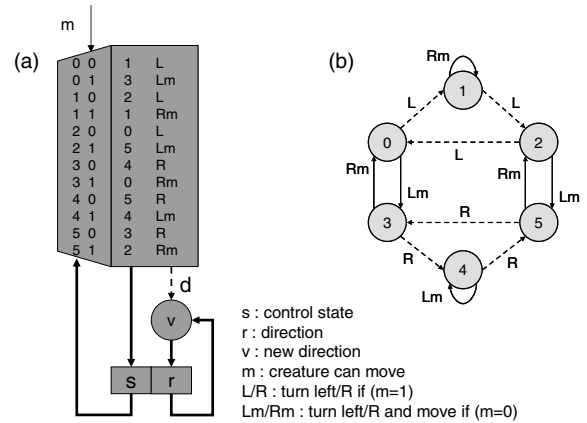 m
(a)
0 0 1 L
0 1 3 Lm
1 0 2 L
1 1 1 Rm
2 0 0 L
2 1 5 Lm
3 0 4 R
3 1 0 Rm
4 0 5 R
4 1 4 Lm
5 0 3 R
5 1 2 Rm
d
v
s r
(b)
Rm
1
L L
0 2
L
Rm Lm Rm Lm
R
3 5
R R
4
Lm
s : control state
r : direction
v : new direction
m : creature can move
L/R : turn left/R if (m=1)
Lm/Rm : turn left/R and move if (m=0)